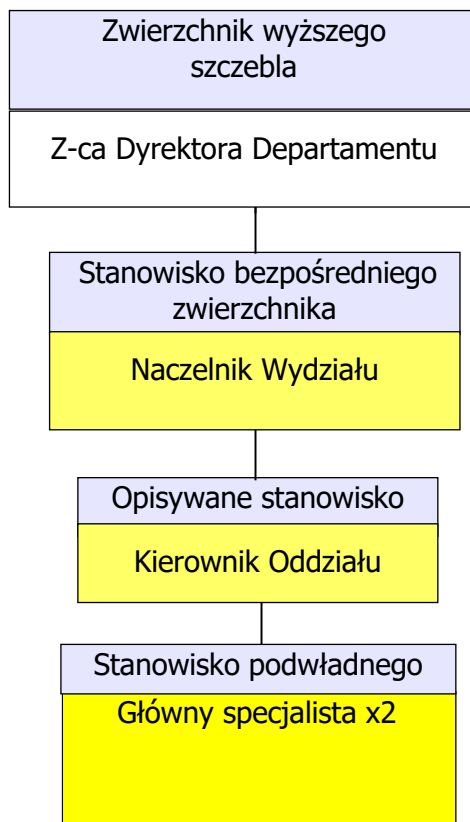 Zwierzchnik wyższego
szczebla
Z-ca Dyrektora Departamentu
Stanowisko bezpośredniego
zwierzchnika
Naczelnik Wydziału
Opisywane stanowisko
Kierownik Oddziału
Stanowisko podwładnego
Główny specjalista x2